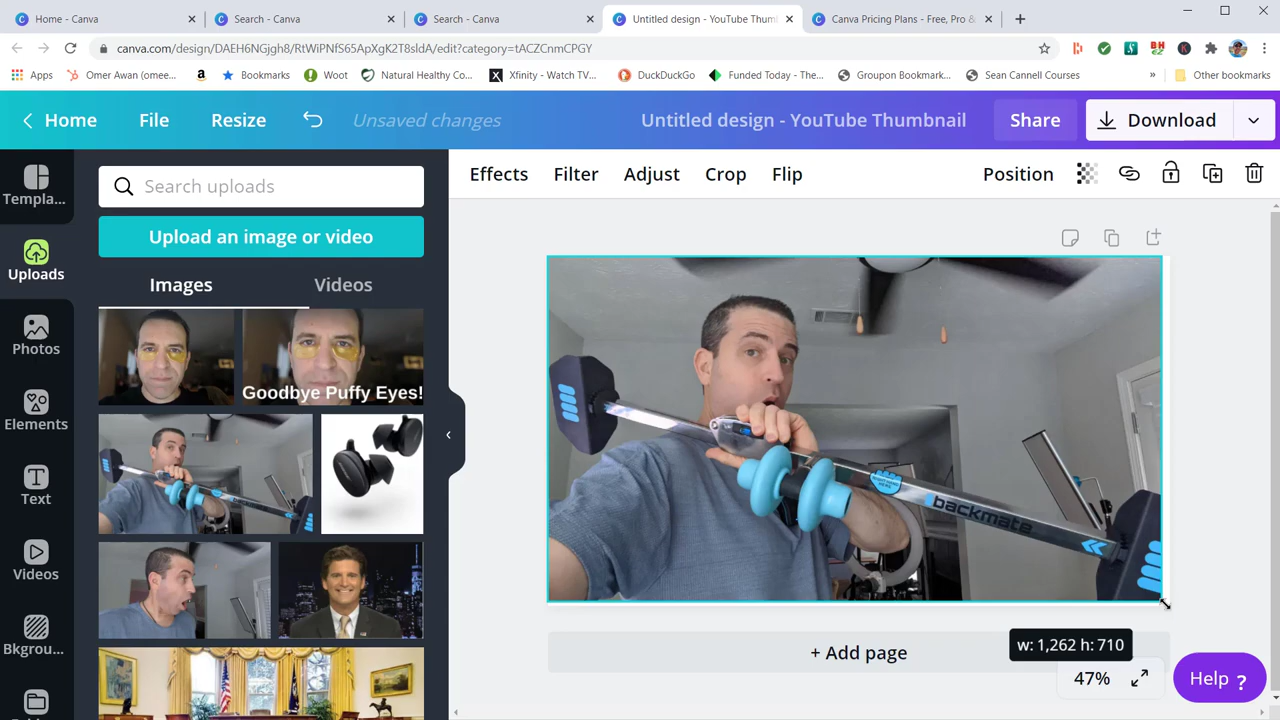 Home - Canva
Search - Canva
Search - Canva
Untitled design - YouTube Thum
Canva Pricing Plans - Free, Pro &
canva.com/design/DAEH6NGjgh8/RtWiPNfS65ApXgK2T8sIdA/edit?category=tACZCnmCPGY
Apps
Omer Awan (omee...
Bookmarks
Woot
Natural Healthy Co...
Xfinity - Watch TV...
DuckDuckGo
Funded Today - The...
Groupon Bookmark...
Sean Cannell Courses
Other bookmarks
Home
File
Resize
Unsaved changes
Untitled design - YouTube Thumbnail
Share
Download
Templa...
Uploads
Photos
Elements
Text
Videos
Bkgrou...
Search uploads
Upload an image or video
Images
Videos
Goodbye Puffy Eyes!
Effects
Filter
Adjust
Crop
Flip
Position
RIGHT HAND
HERE
backmate
+ Add page
w: 1,262 h: 710
47%
Help ?